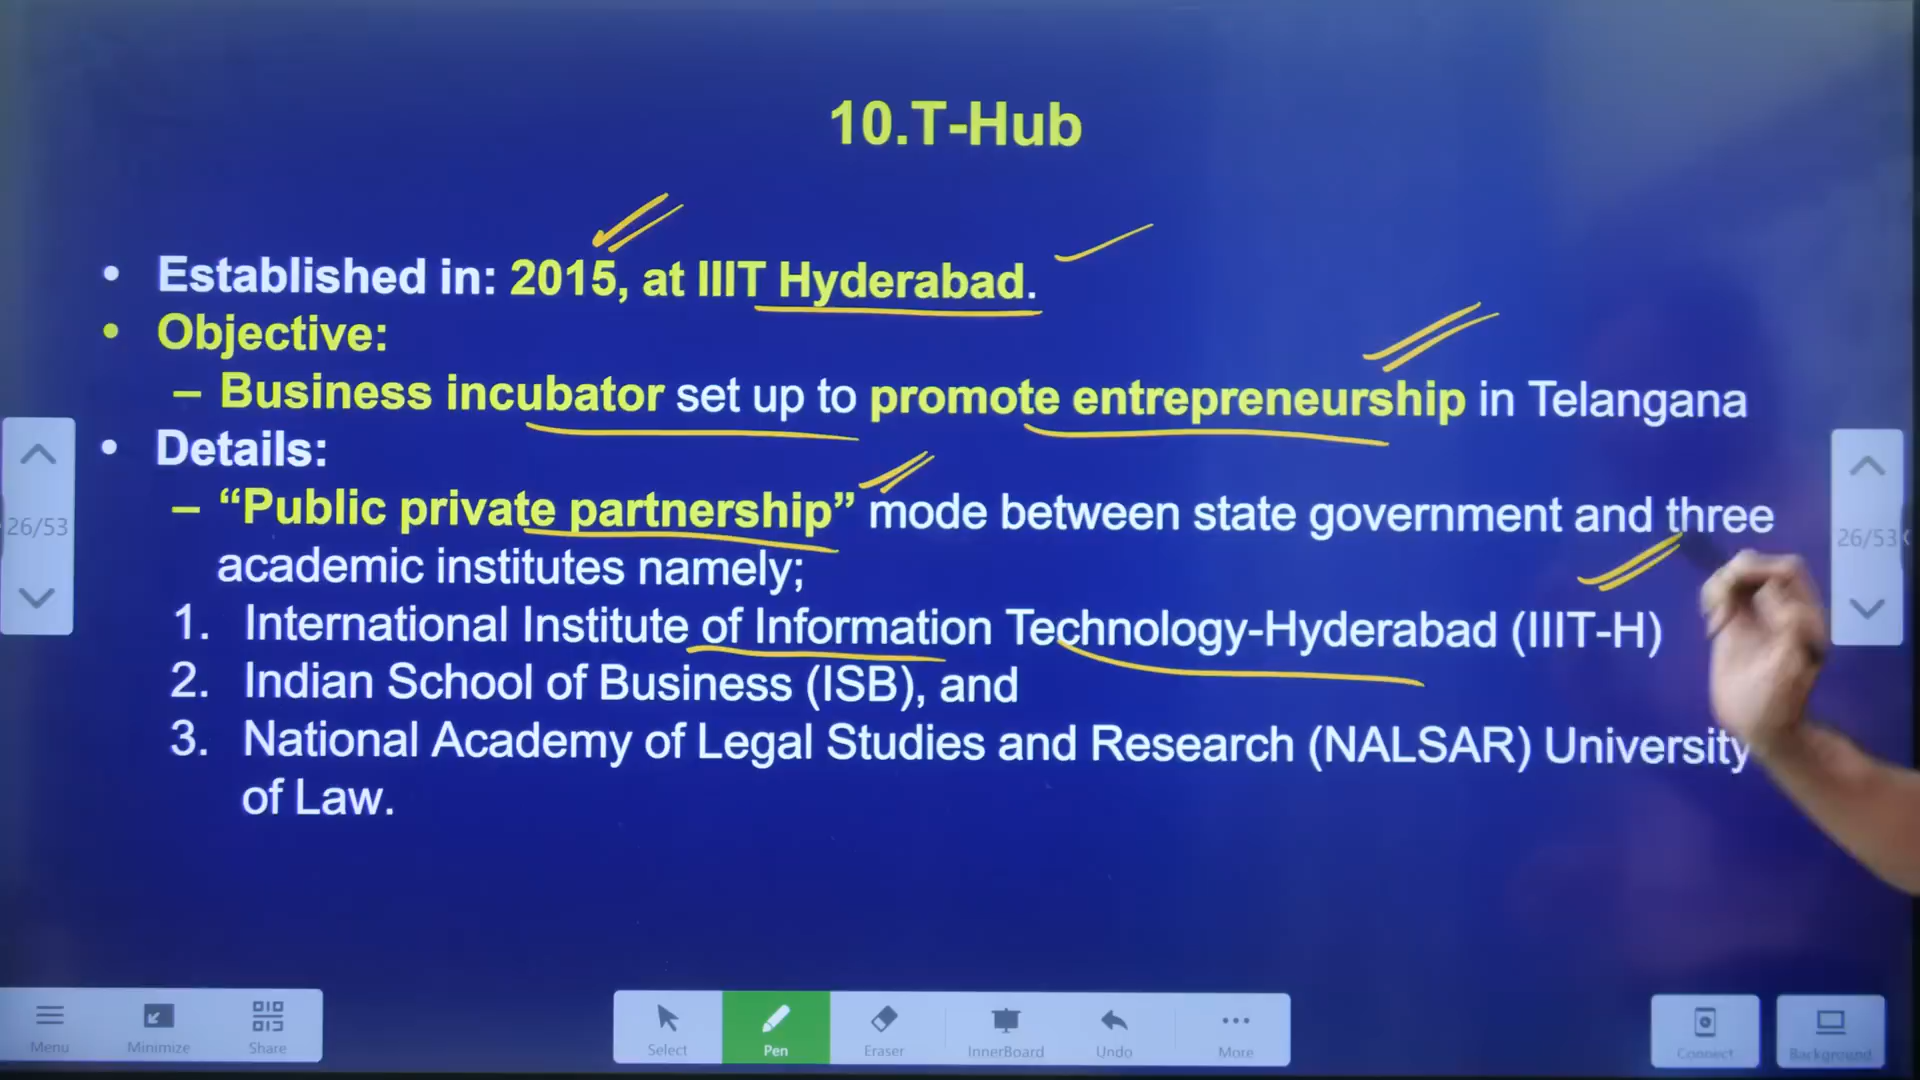 10.T-Hub
• Established in: 2015, at IIIT Hyderabad.
• Objective:
– Business incubator set up to promote entrepreneurship in Telangana
• Details:
– “Public private partnership” mode between state government and three
academic institutes namely;
1. International Institute of Information Technology-Hyderabad (IIIT-H)
2. Indian School of Business (ISB), and
3. National Academy of Legal Studies and Research (NALSAR) University
of Law.
26/53
26/53
Menu
Minimize
Share
Select
Pen
Eraser
InnerBoard
Undo
More
Connect
Background